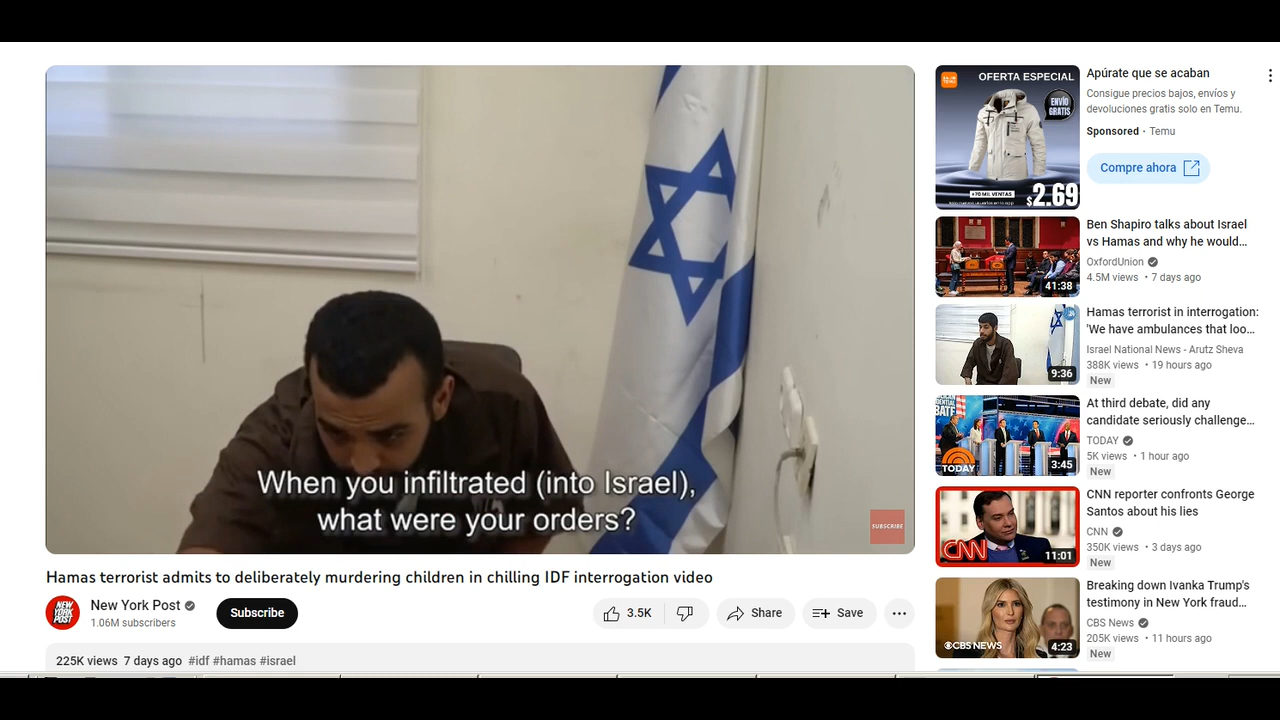 When you infiltrated (into Israel),
what were your orders?
SUBSCRIBE
Hamas terrorist admits to deliberately murdering children in chilling IDF interrogation video
NEW YORK POST
New York Post
1.06M subscribers
Subscribe
3.5K
Share
Save
225K views 7 days ago #idf #hamas #israel
OFERTA ESPECIAL
ENVÍO
GRATIS
+70 MIL VENTAS
$2.69
Apúrate que se acaban
Consigue precios bajos, envíos y
devoluciones gratis solo en Temu.
Sponsored · Temu
Compre ahora
41:38
Ben Shapiro talks about Israel
vs Hamas and why he would...
OxfordUnion
4.5M views • 7 days ago
9:36
Hamas terrorist in interrogation:
'We have ambulances that loo...
Israel National News - Arutz Sheva
388K views • 19 hours ago
New
TODAY
3:45
At third debate, did any
candidate seriously challenge...
TODAY
5K views • 1 hour ago
New
CNN
11:01
CNN reporter confronts George
Santos about his lies
CNN
350K views • 3 days ago
New
CBS NEWS
4:23
Breaking down Ivanka Trump's
testimony in New York fraud...
CBS News
205K views • 11 hours ago
New